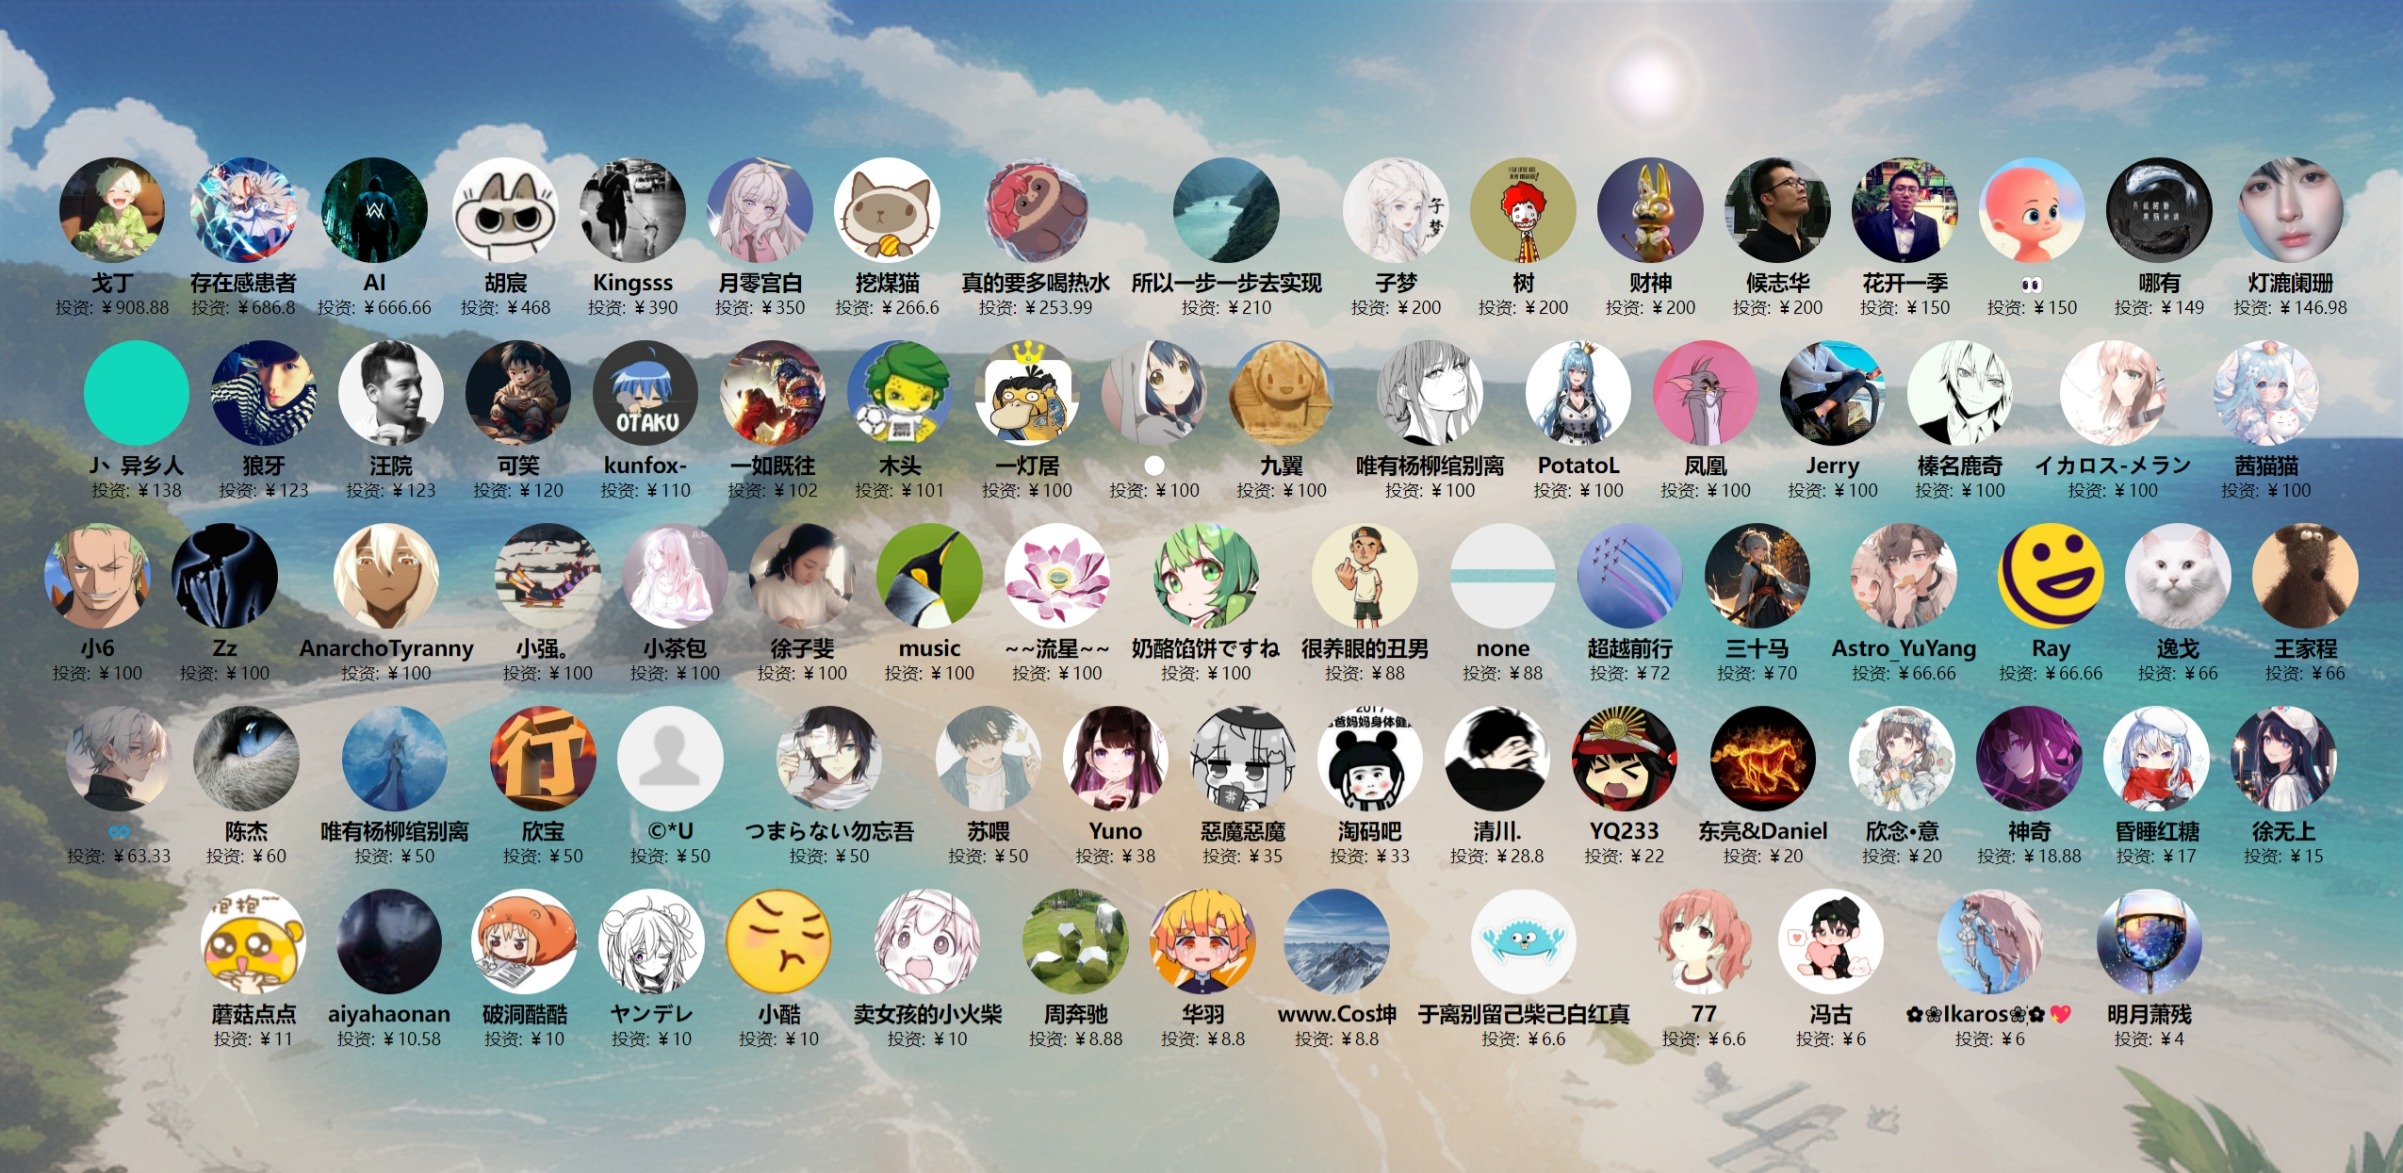 戈丁 存在感患者 AI 胡宸 Kingsss 月零宫白 挖煤猫 真的要多喝热水 所以一步一步去实现 子梦 树 财神 候志华 花开一季 👀 哪有 灯漉阑珊
投资: ¥908.88 投资: ¥686.8 投资: ¥666.66 投资: ¥468 投资: ¥390 投资: ¥350 投资: ¥266.6 投资: ¥253.99 投资: ¥210 投资: ¥200 投资: ¥200 投资: ¥200 投资: ¥200 投资: ¥150 投资: ¥150 投资: ¥149 投资: ¥146.98
OTAKU
J、异乡人 狼牙 汪院 可笑 kunfox- 一如既往 木头 一灯居 ⚪ 九翼 唯有杨柳绾别离 PotatoL 凤凰 Jerry 榛名鹿奇 イカロス-メラン 茜猫猫
投资: ¥138 投资: ¥123 投资: ¥123 投资: ¥120 投资: ¥110 投资: ¥102 投资: ¥101 投资: ¥100 投资: ¥100 投资: ¥100 投资: ¥100 投资: ¥100 投资: ¥100 投资: ¥100 投资: ¥100 投资: ¥100 投资: ¥100
小6 Zz AnarchoTyranny 小强。 小茶包 徐子斐 music ~~流星~~ 奶酪馅饼ですね 很养眼的丑男 none 超越前行 三十马 Astro_YuYang Ray 逸戈 王家程
投资: ¥100 投资: ¥100 投资: ¥100 投资: ¥100 投资: ¥100 投资: ¥100 投资: ¥100 投资: ¥100 投资: ¥100 投资: ¥88 投资: ¥88 投资: ¥72 投资: ¥70 投资: ¥66.66 投资: ¥66.66 投资: ¥66 投资: ¥66
行
∞ 陈杰 唯有杨柳绾别离 欣宝 ©*U つまらない勿忘吾 苏喂 Yuno 惡魔惡魔 淘码吧 清川. YQ233 东亮&Daniel 欣念•意 神奇 昏睡红糖 徐无上
投资: ¥63.33 投资: ¥60 投资: ¥50 投资: ¥50 投资: ¥50 投资: ¥50 投资: ¥50 投资: ¥38 投资: ¥35 投资: ¥33 投资: ¥28.8 投资: ¥22 投资: ¥20 投资: ¥20 投资: ¥18.88 投资: ¥17 投资: ¥15
蘑菇点点 aiyahaonan 破洞酷酷 ヤンデレ 小酷 卖女孩的小火柴 周奔驰 华羽 www.Cos坤 于离别留己柴己白红真 77 冯古 ✿❀Ikaros❀✿💖 明月萧残
投资: ¥11 投资: ¥10.58 投资: ¥10 投资: ¥10 投资: ¥10 投资: ¥10 投资: ¥8.88 投资: ¥8.8 投资: ¥8.8 投资: ¥6.6 投资: ¥6.6 投资: ¥6 投资: ¥6 投资: ¥4